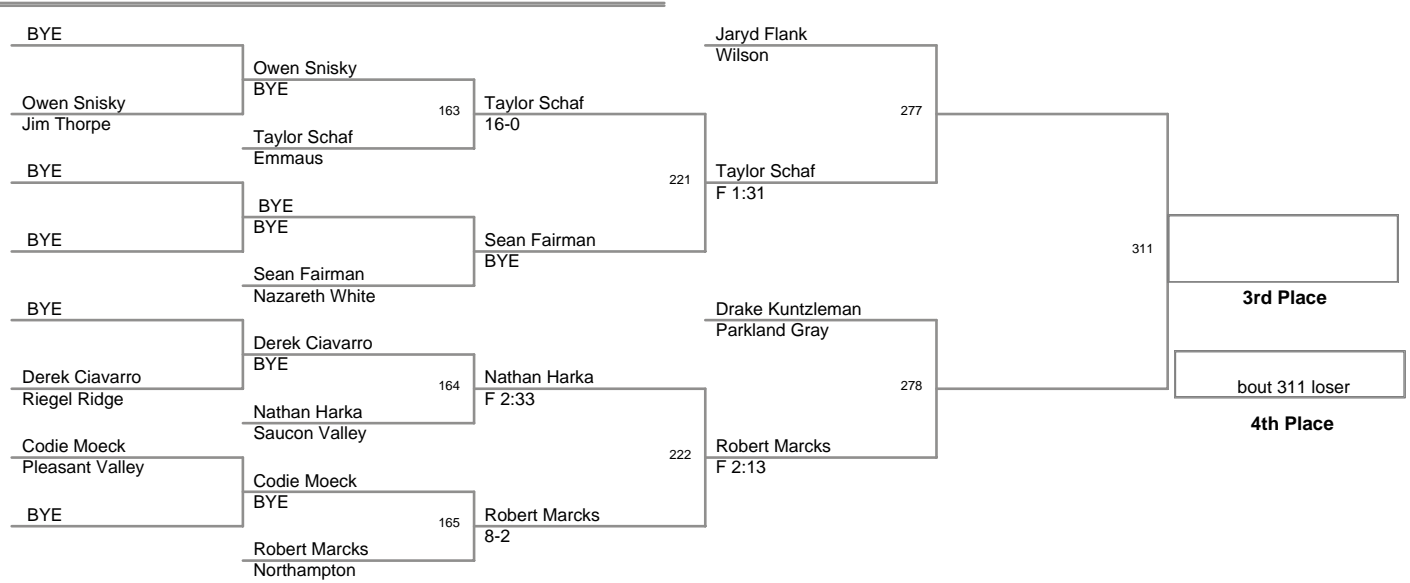 BYE
Jaryd Flank
Wilson
Owen Snisky
BYE
Owen Snisky
Jim Thorpe
163
Taylor Schaf
16-0
277
Taylor Schaf
Emmaus
BYE
221
Taylor Schaf
F 1:31
BYE
BYE
BYE
Sean Fairman
BYE
311
Sean Fairman
Nazareth White
3rd Place
BYE
Drake Kuntzleman
Parkland Gray
Derek Ciavarro
BYE
Derek Ciavarro
Riegel Ridge
164
Nathan Harka
F 2:33
278
bout 311 loser
Nathan Harka
Saucon Valley
4th Place
Codie Moeck
Pleasant Valley
222
Robert Marcks
F 2:13
Codie Moeck
BYE
BYE
165
Robert Marcks
8-2
Robert Marcks
Northampton